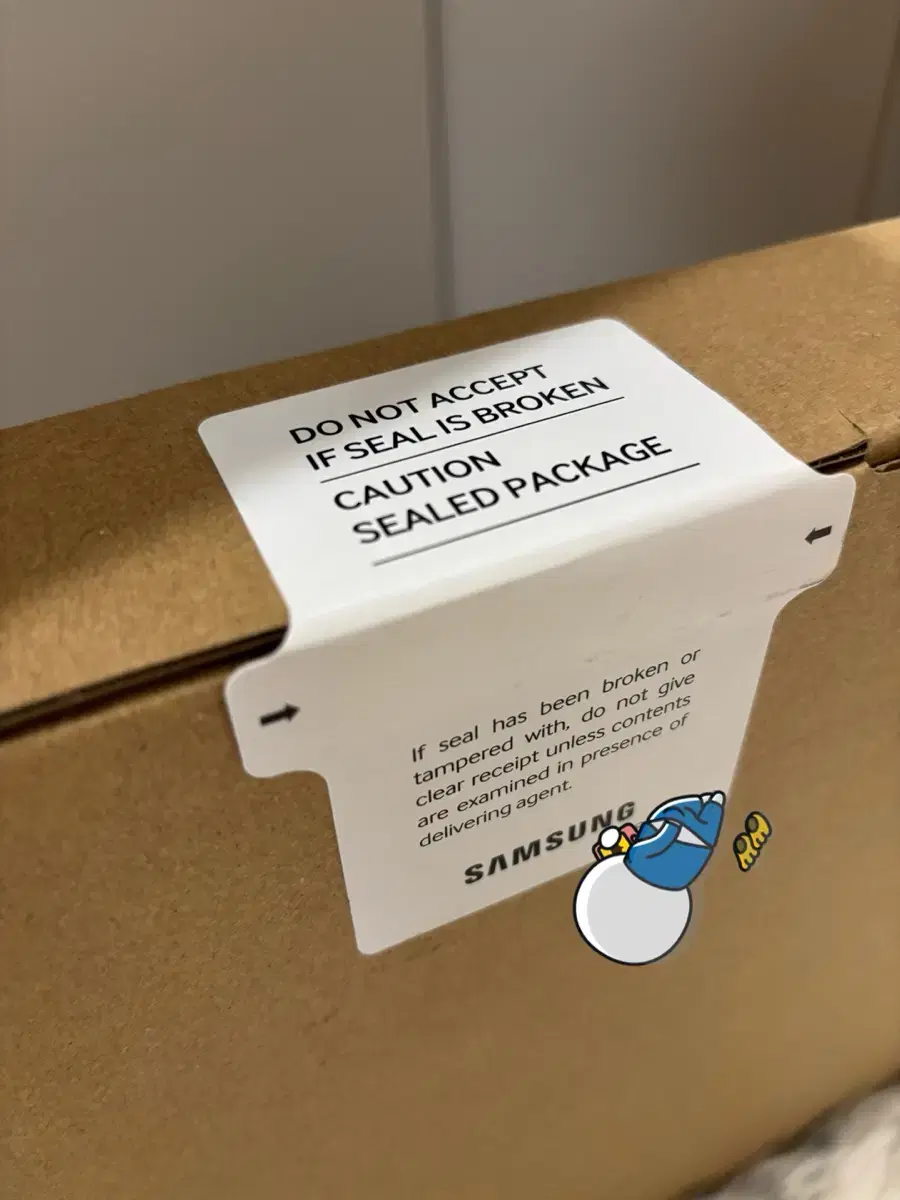 DO NOT ACCEPT
IF SEAL IS BROKEN
CAUTION
SEALED PACKAGE
If seal has been broken or
tampered with, do not give
clear receipt unless contents
are examined in presence of
delivering agent.
SAMSUNG